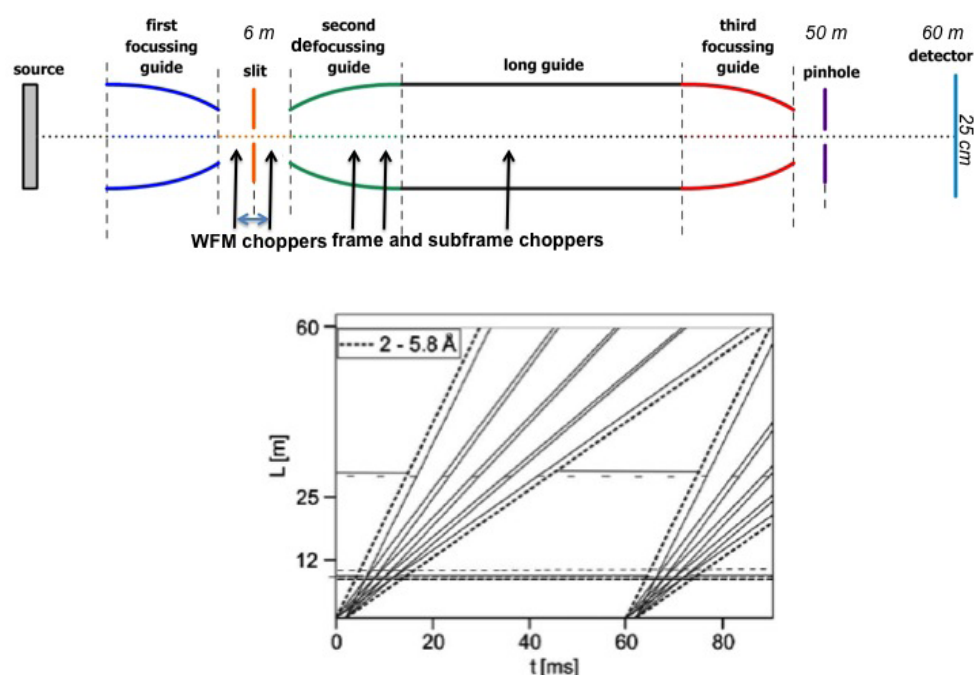 source
first
focussing
guide
6 m
slit
second
defocussing
guide
long guide
third
focussing
guide
50 m
pinhole
60 m
detector
25 cm
WFM choppers frame and subframe choppers
60
2 - 5.8 Å
L [m]
25
12
0 20 40 60 80
t [ms]